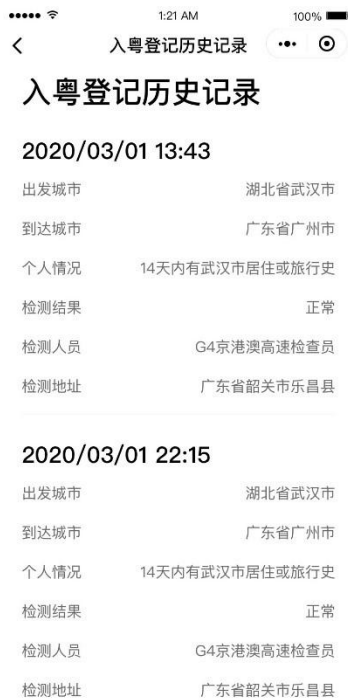 1:21 AM 100%
入粤登记历史记录
入粤登记历史记录
2020/03/01 13:43
出发城市 湖北省武汉市
到达城市 广东省广州市
个人情况 14天内有武汉市居住或旅行史
检测结果 正常
检测人员 G4京港澳高速检查员
检测地址 广东省韶关市乐昌县
2020/03/01 22:15
出发城市 湖北省武汉市
到达城市 广东省广州市
个人情况 14天内有武汉市居住或旅行史
检测结果 正常
检测人员 G4京港澳高速检查员
检测地址 广东省韶关市乐昌县